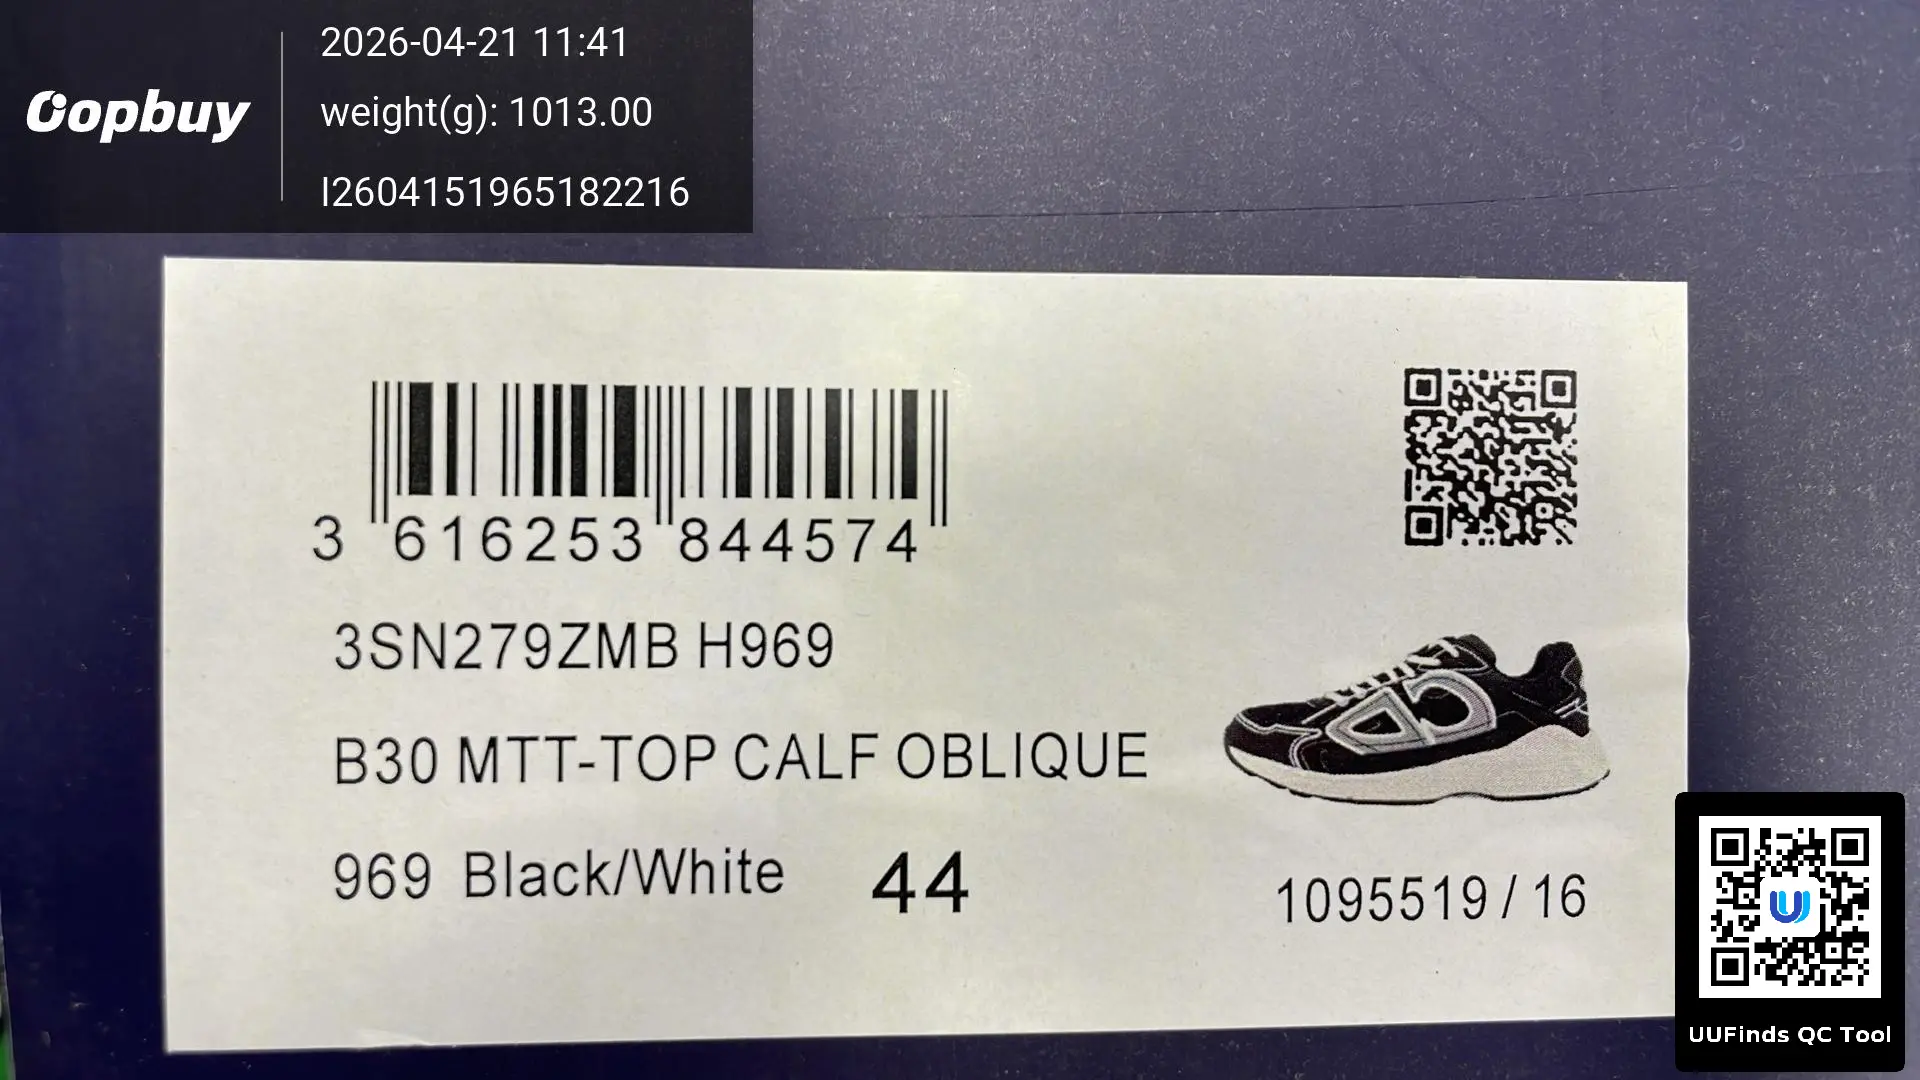 Oopbuy
2026-04-21 11:41
weight(g): 1013.00
I2604151965182216
3 616253 844574
3SN279ZMB H969
B30 MTT-TOP CALF OBLIQUE
969 Black/White 44
1095519 / 16
UUFinds QC Tool